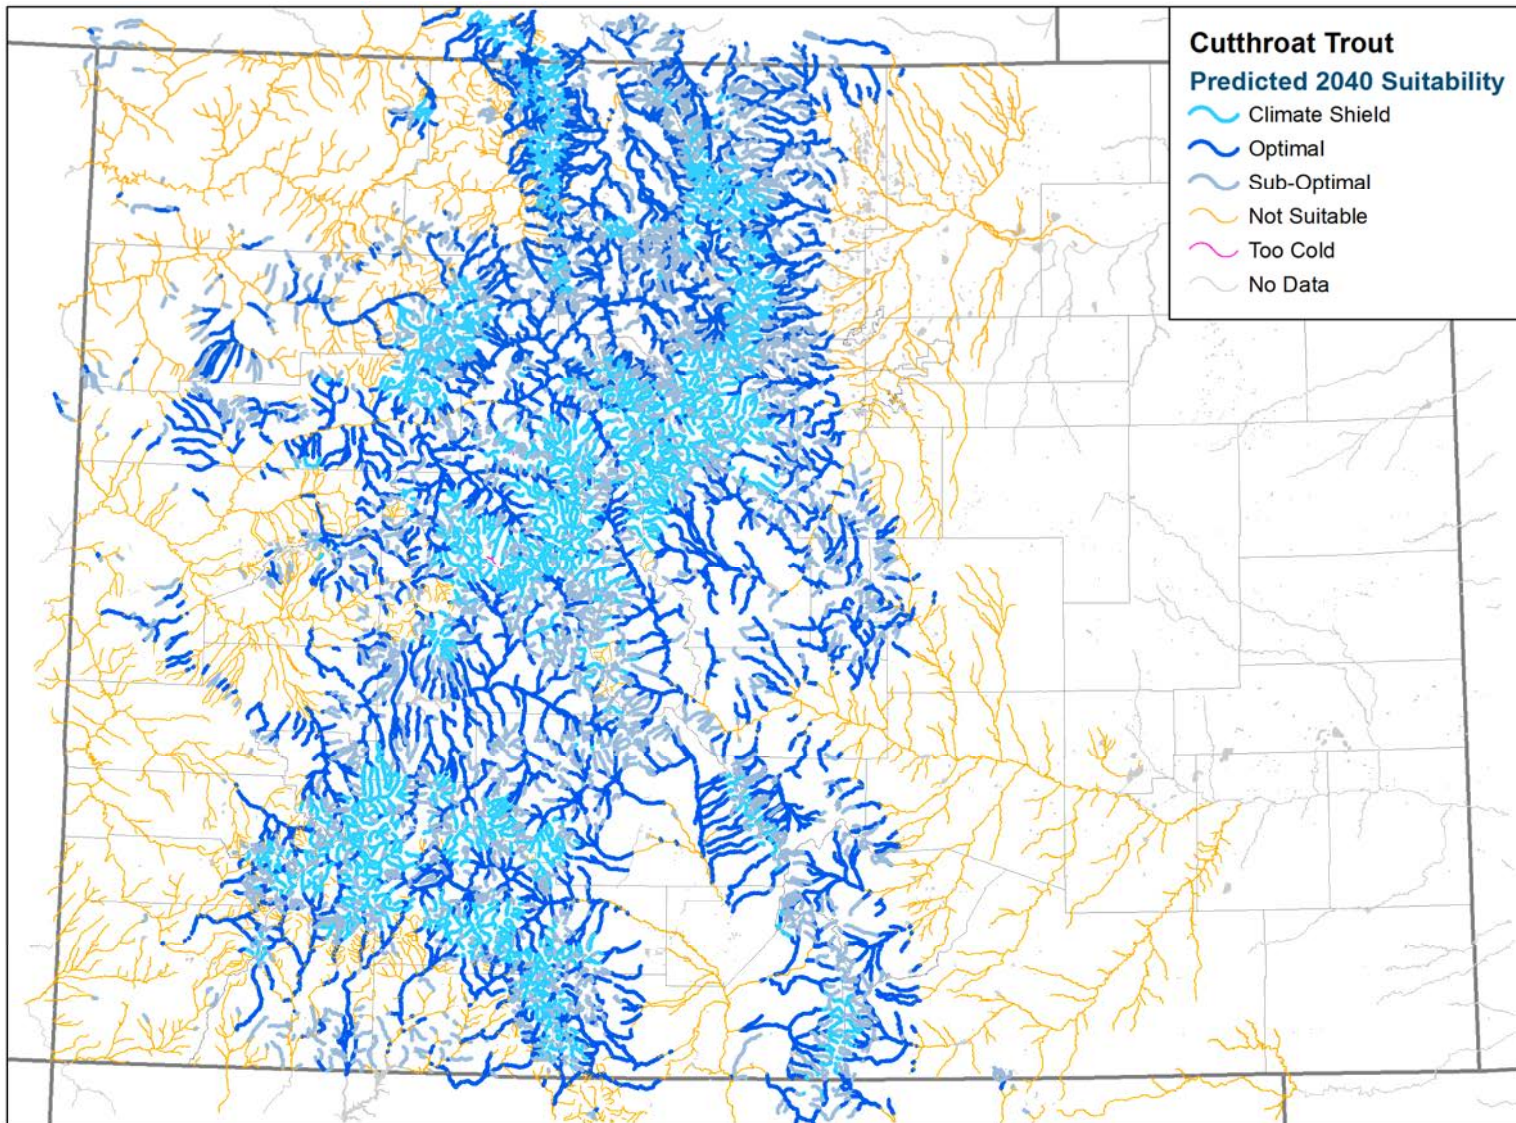 Cutthroat Trout
Predicted 2040 Suitability
Climate Shield
Optimal
Sub-Optimal
Not Suitable
Too Cold
No Data